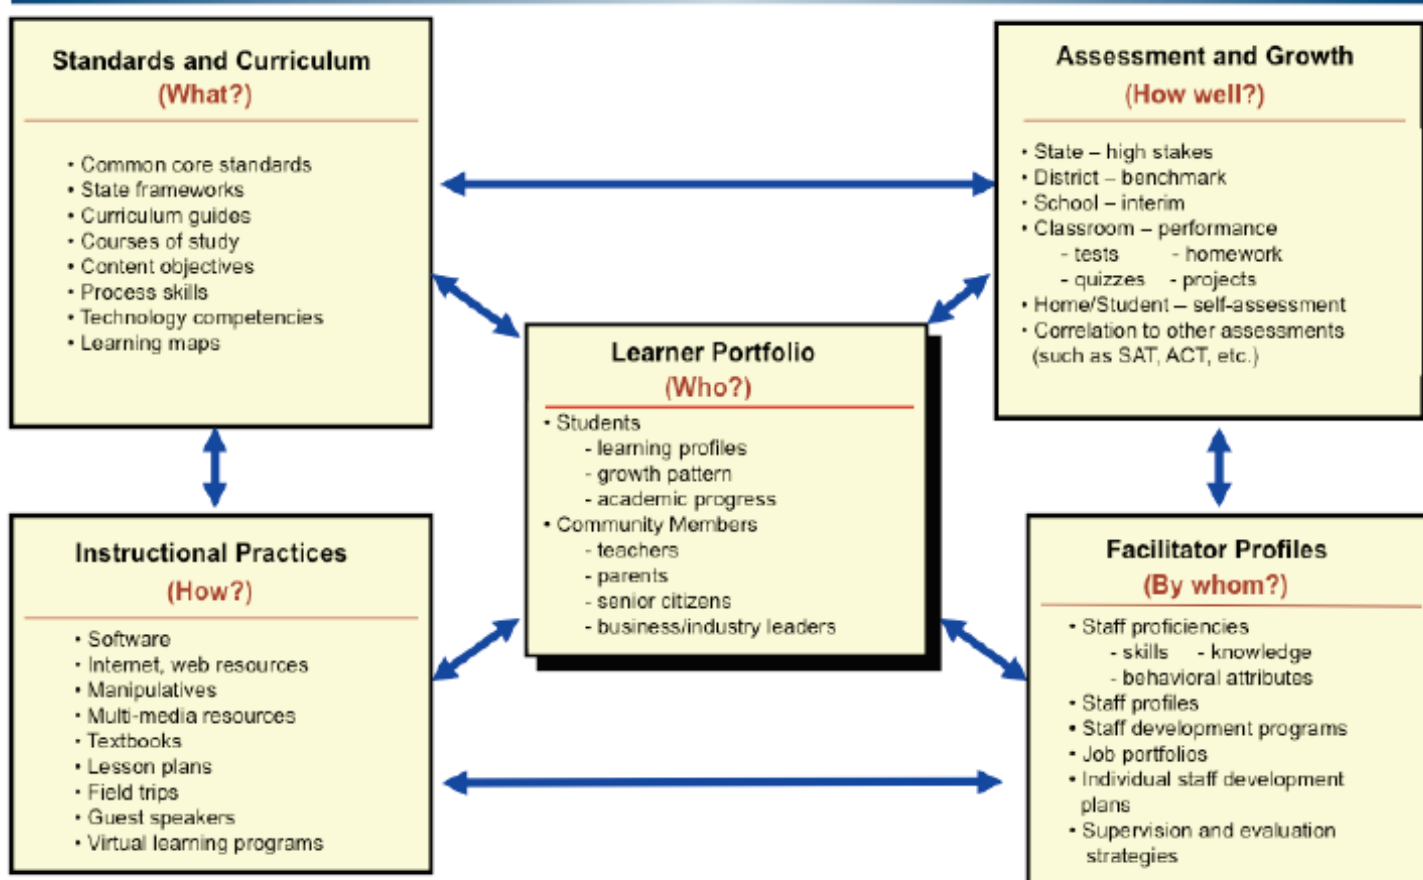 Standards and Curriculum
(What?)
• Common core standards
• State frameworks
• Curriculum guides
• Courses of study
• Content objectives
• Process skills
• Technology competencies
• Learning maps
Assessment and Growth
(How well?)
• State – high stakes
• District – benchmark
• School – interim
• Classroom – performance
- tests - homework
- quizzes - projects
• Home/Student – self-assessment
• Correlation to other assessments
(such as SAT, ACT, etc.)
Learner Portfolio
(Who?)
• Students
- learning profiles
- growth pattern
- academic progress
• Community Members
- teachers
- parents
- senior citizens
- business/industry leaders
Instructional Practices
(How?)
• Software
• Internet, web resources
• Manipulatives
• Multi-media resources
• Textbooks
• Lesson plans
• Field trips
• Guest speakers
• Virtual learning programs
Facilitator Profiles
(By whom?)
• Staff proficiencies
- skills - knowledge
- behavioral attributes
• Staff profiles
• Staff development programs
• Job portfolios
• Individual staff development
plans
• Supervision and evaluation
strategies